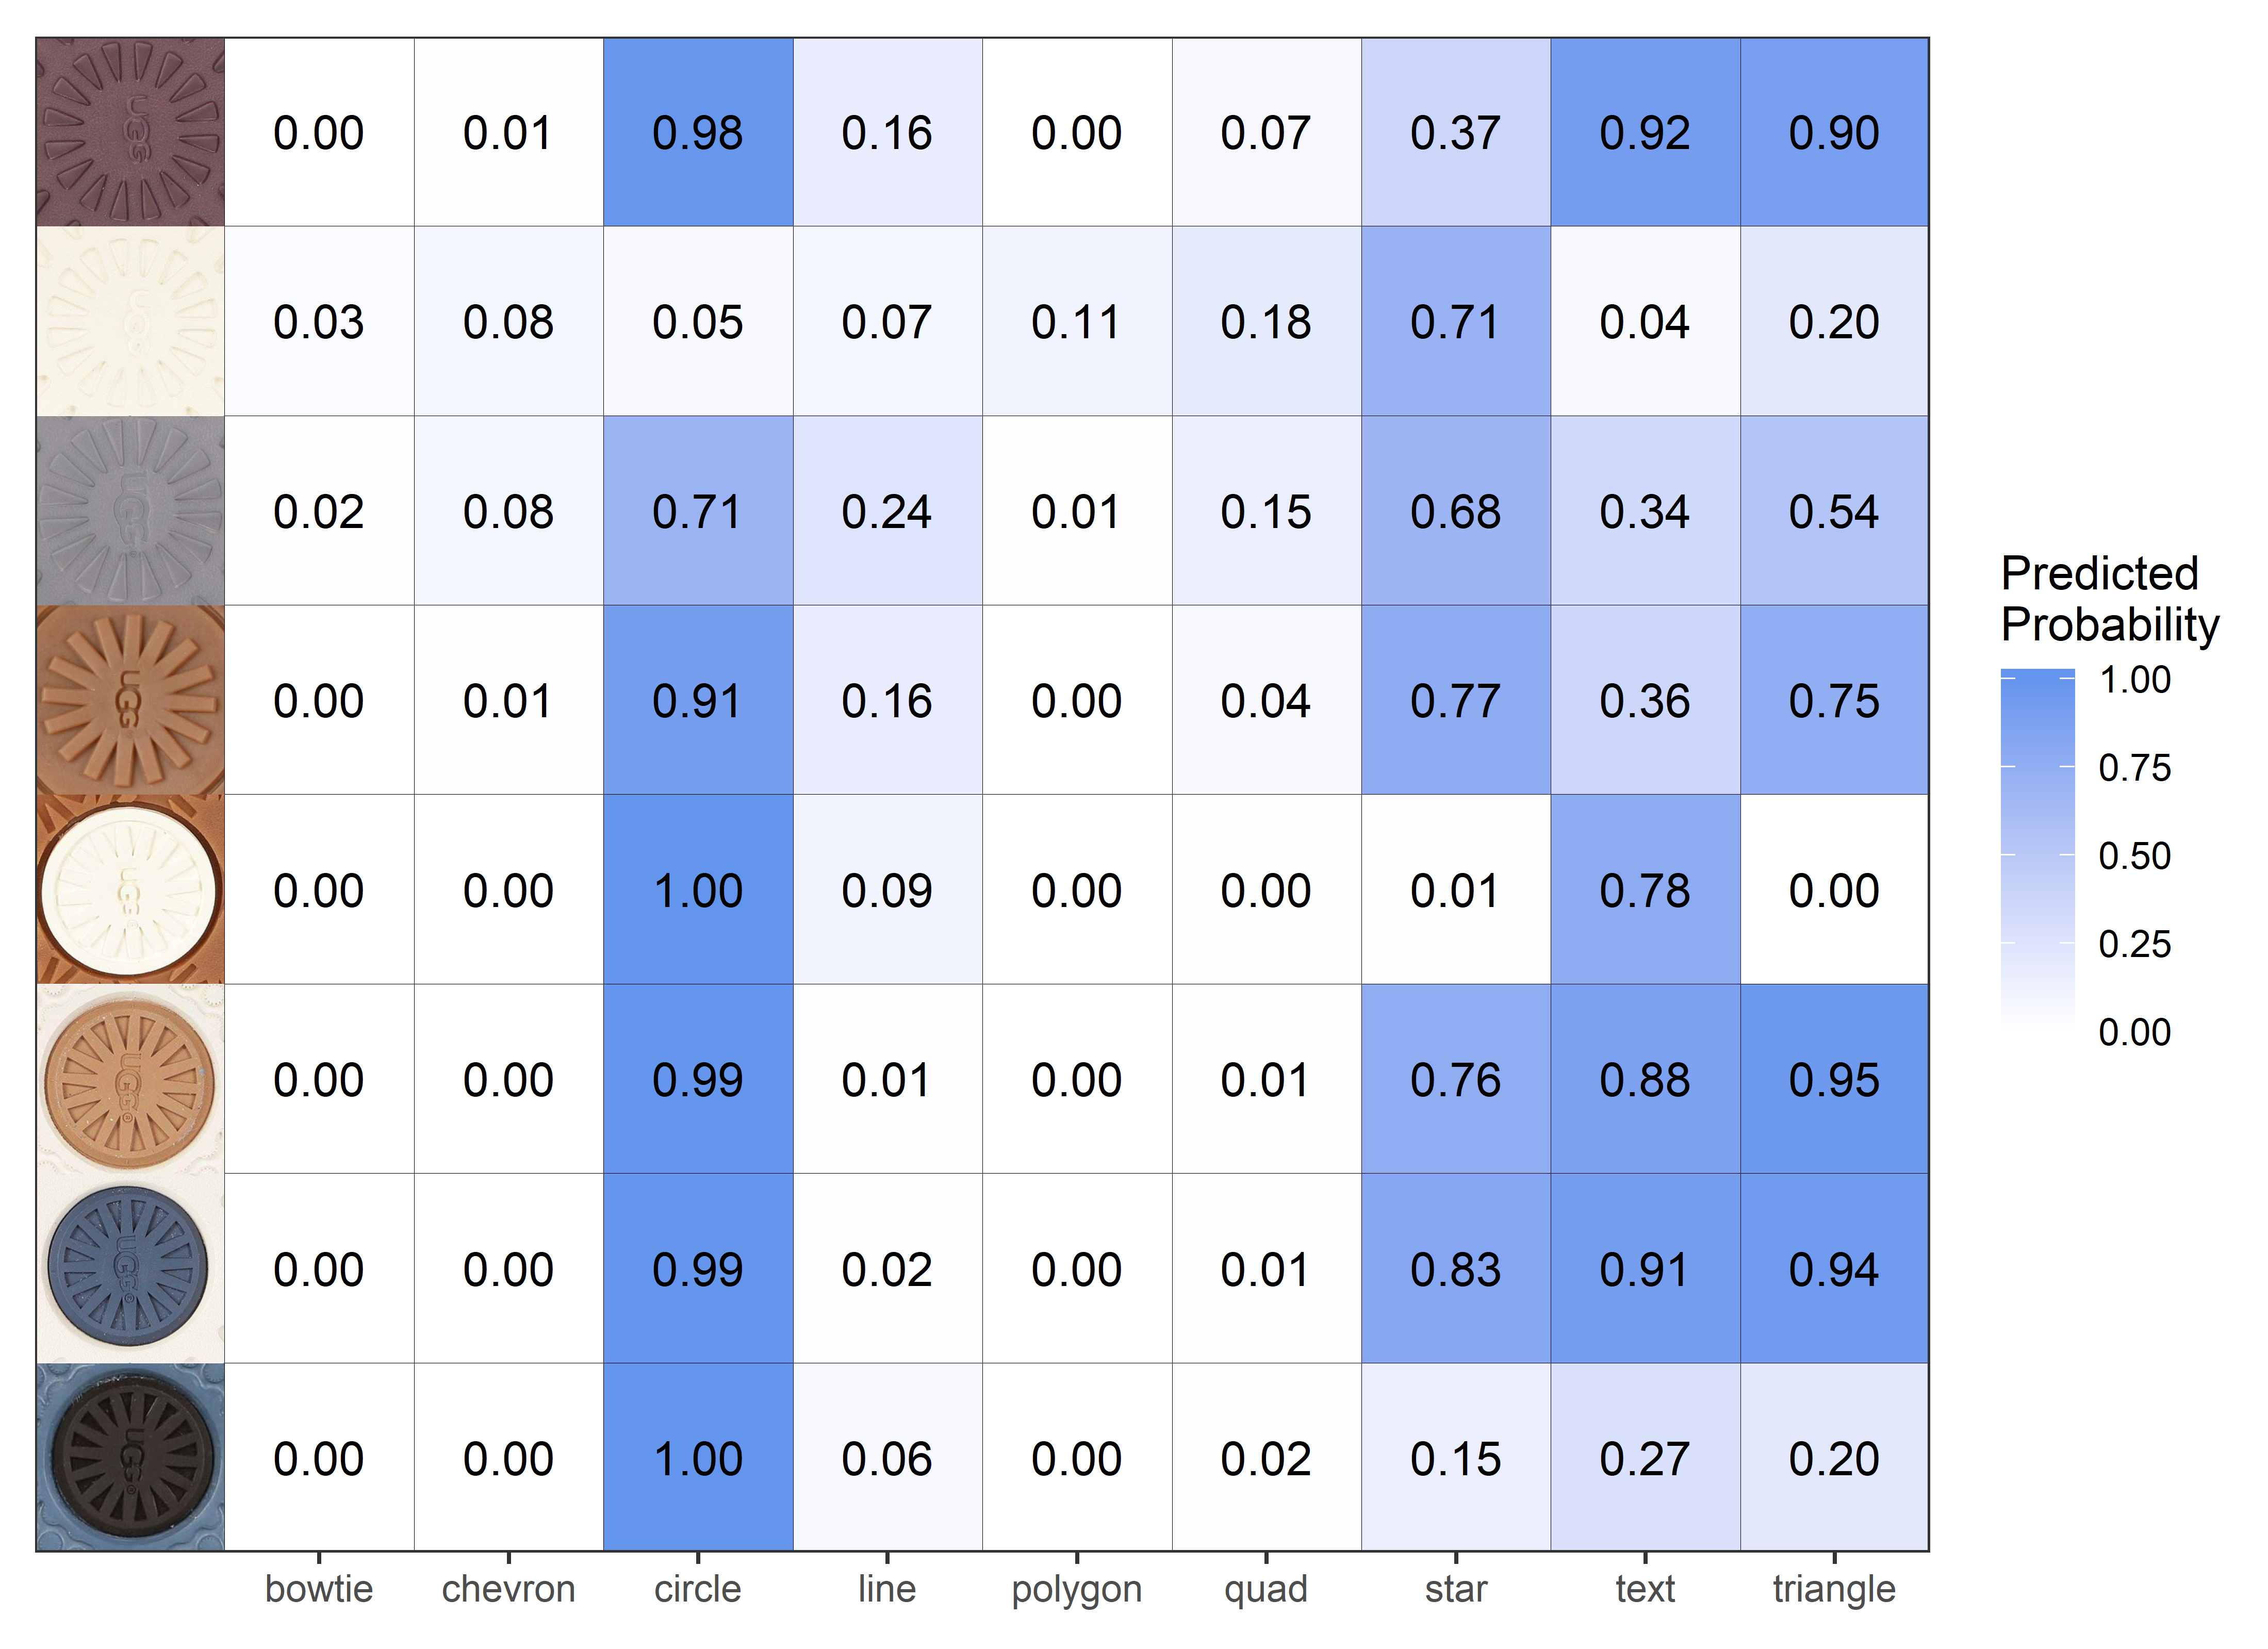 UGG 0.00 0.01 0.98 0.16 0.00 0.07 0.37 0.92 0.90
UGG 0.03 0.08 0.05 0.07 0.11 0.18 0.71 0.04 0.20
UGG 0.02 0.08 0.71 0.24 0.01 0.15 0.68 0.34 0.54
UGG 0.00 0.01 0.91 0.16 0.00 0.04 0.77 0.36 0.75
UGG 0.00 0.00 1.00 0.09 0.00 0.00 0.01 0.78 0.00
UGG® 0.00 0.00 0.99 0.01 0.00 0.01 0.76 0.88 0.95
UGG® 0.00 0.00 0.99 0.02 0.00 0.01 0.83 0.91 0.94
UGG® 0.00 0.00 1.00 0.06 0.00 0.02 0.15 0.27 0.20
bowtie chevron circle line polygon quad star text triangle
Predicted
Probability
1.00
0.75
0.50
0.25
0.00